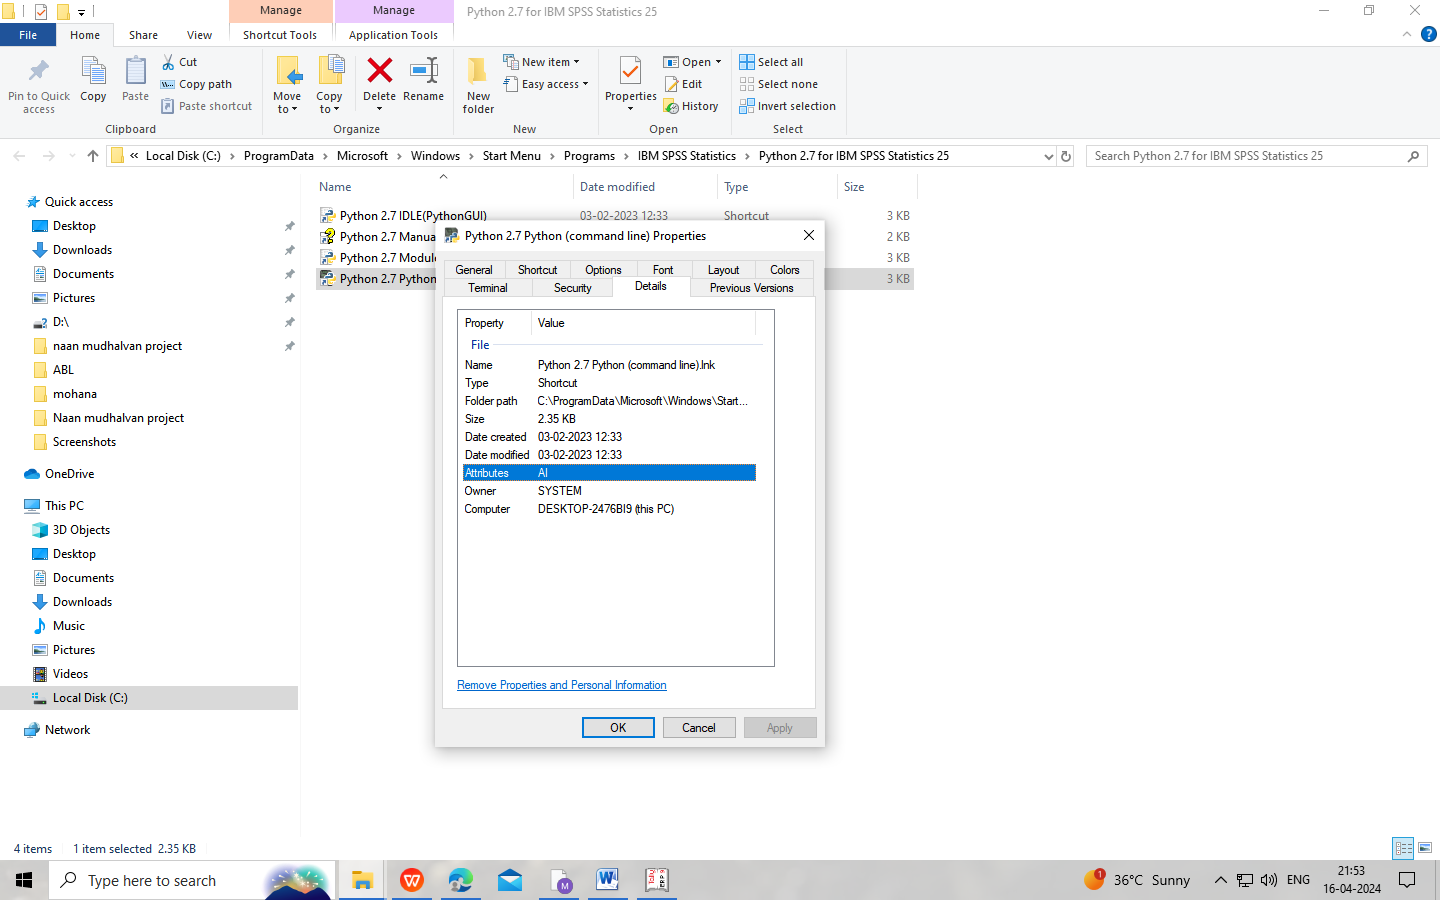 Manage
Manage
Python 2.7 for IBM SPSS Statistics 25
File
Home
Share
View
Shortcut Tools
Application Tools
Pin to Quick access
Copy
Paste
Cut
Copy path
Paste shortcut
Clipboard
Move to
Copy to
Delete
Rename
Organize
New folder
New item
Easy access
New
Properties
Open
Edit
History
Open
Select all
Select none
Invert selection
Select
« Local Disk (C:) › ProgramData › Microsoft › Windows › Start Menu › Programs › IBM SPSS Statistics › Python 2.7 for IBM SPSS Statistics 25
Search Python 2.7 for IBM SPSS Statistics 25
Quick access
Desktop
Downloads
Documents
Pictures
D:\
naan mudhalvan project
ABL
mohana
Naan mudhalvan project
Screenshots
OneDrive
This PC
3D Objects
Desktop
Documents
Downloads
Music
Pictures
Videos
Local Disk (C:)
Network
Name Date modified Type Size
Python 2.7 IDLE(PythonGUI) 03-02-2023 12:33 Shortcut 3 KB
Python 2.7 Manua 2 KB
Python 2.7 Module 3 KB
Python 2.7 Python 3 KB
Python 2.7 Python (command line) Properties
General Shortcut Options Font Layout Colors
Terminal Security Details Previous Versions
Property Value
File
Name Python 2.7 Python (command line).lnk
Type Shortcut
Folder path C:\ProgramData\Microsoft\Windows\Start...
Size 2.35 KB
Date created 03-02-2023 12:33
Date modified 03-02-2023 12:33
Attributes AI
Owner SYSTEM
Computer DESKTOP-2476BI9 (this PC)
Remove Properties and Personal Information
OK Cancel Apply
4 items 1 item selected 2.35 KB
Type here to search
1
36°C Sunny
ENG
21:53
16-04-2024